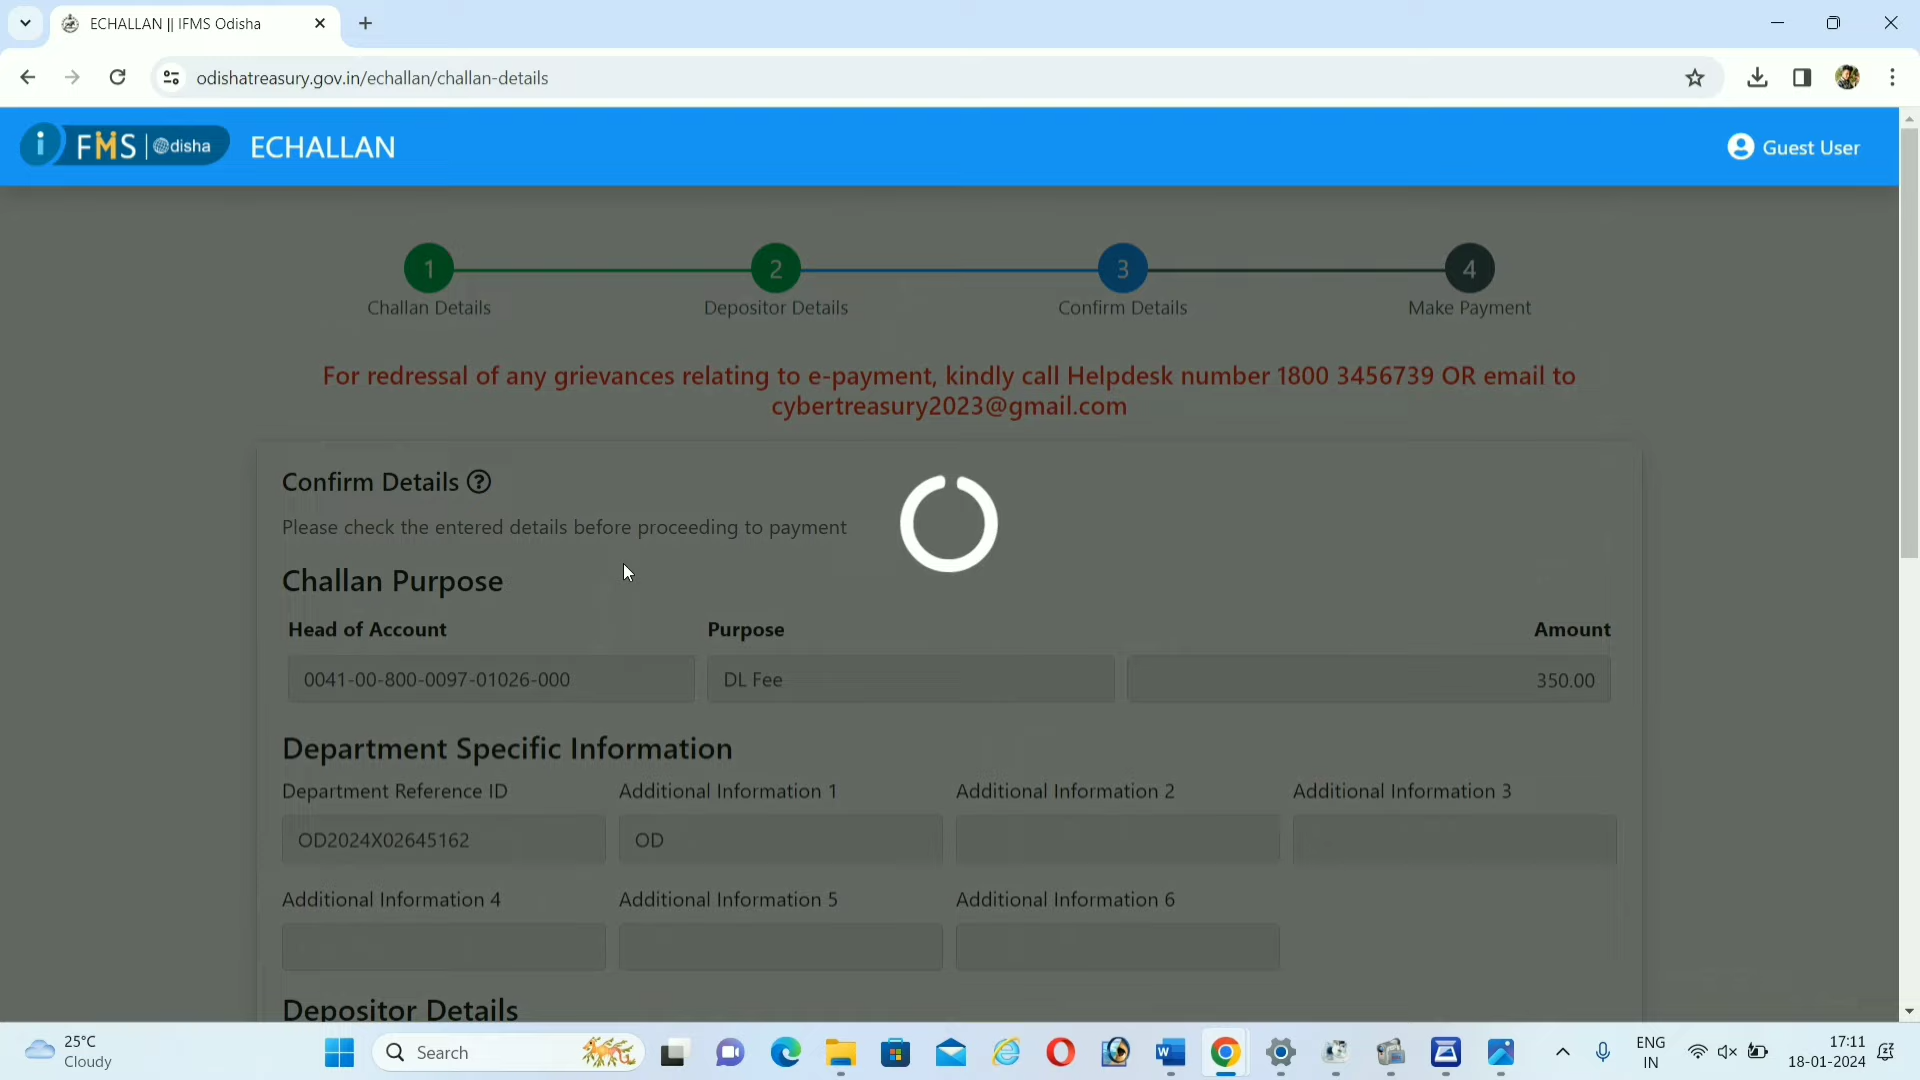 ECHALLAN || IFMS Odisha
odishatreasury.gov.in/echallan/challan-details
i FMS | Odisha ECHALLAN Guest User
1 2 3 4
Challan Details Depositor Details Confirm Details Make Payment
For redressal of any grievances relating to e-payment, kindly call Helpdesk number 1800 3456739 OR email to
cybertreasury2023@gmail.com
Confirm Details ?
Please check the entered details before proceeding to payment
Challan Purpose
Head of Account Purpose Amount
0041-00-800-0097-01026-000 DL Fee 350.00
Department Specific Information
Department Reference ID Additional Information 1 Additional Information 2 Additional Information 3
OD2024X02645162 OD
Additional Information 4 Additional Information 5 Additional Information 6
Depositor Details
25°C
Cloudy
Search
ENG
IN
17:11
18-01-2024